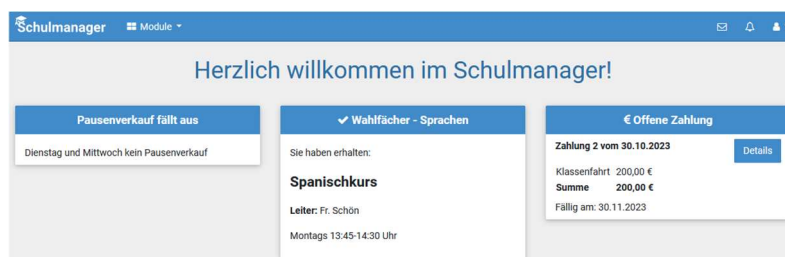 Schulmanager
Module
Herzlich willkommen im Schulmanager!
Pausenverkauf fällt aus
Dienstag und Mittwoch kein Pausenverkauf
Wahlfächer - Sprachen
Sie haben erhalten:
Spanischkurs
Leiter: Fr. Schön
Montags 13:45-14:30 Uhr
€ Offene Zahlung
Zahlung 2 vom 30.10.2023
Details
Klassenfahrt 200,00 €
Summe 200,00 €
Fällig am: 30.11.2023